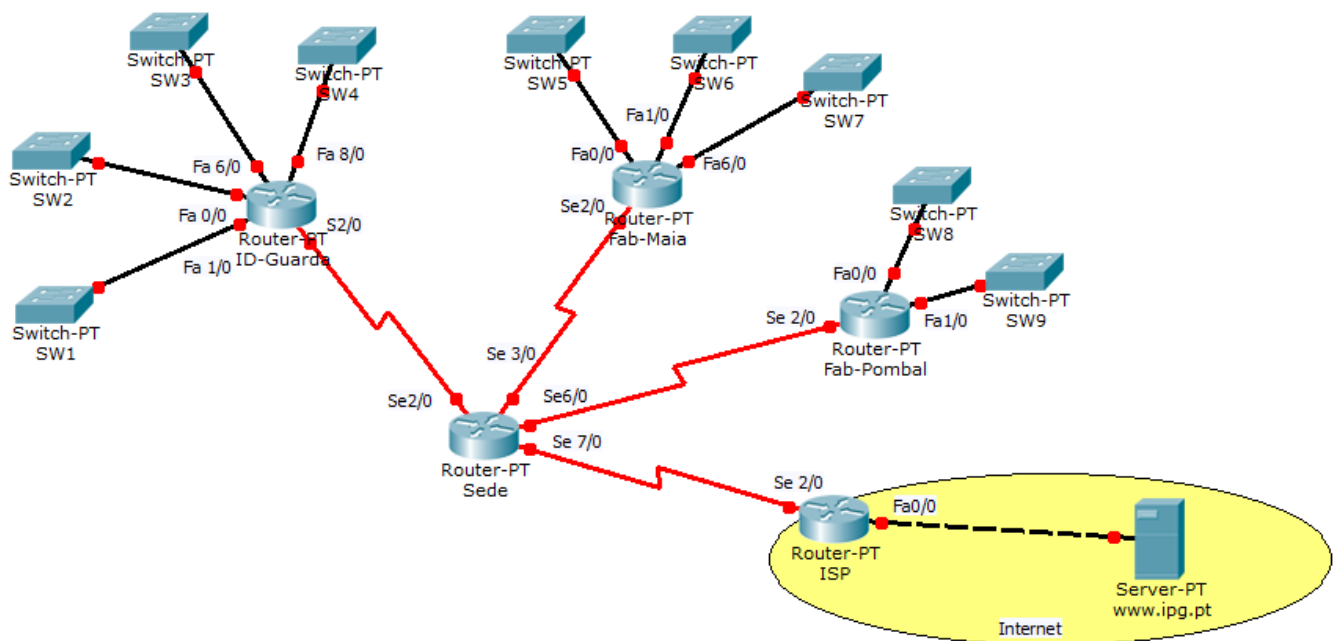 Switch-PT
SW3
Switch-PT
SW4
Switch-PT
SW2
Switch-PT
SW1
Fa 6/0
Fa 8/0
Fa 0/0
Fa 1/0
S2/0
Router-PT
ID-Guarda
Switch-PT
SW5
Switch-PT
SW6
Switch-PT
SW7
Fa1/0
Fa0/0
Fa6/0
Se2/0
Router-PT
Fab-Maia
Switch-PT
SW8
Switch-PT
SW9
Fa0/0
Fa1/0
Se 2/0
Router-PT
Fab-Pombal
Se 3/0
Se2/0
Se6/0
Se 7/0
Router-PT
Sede
Se 2/0
Fa0/0
Router-PT
ISP
Server-PT
www.ipg.pt
Internet